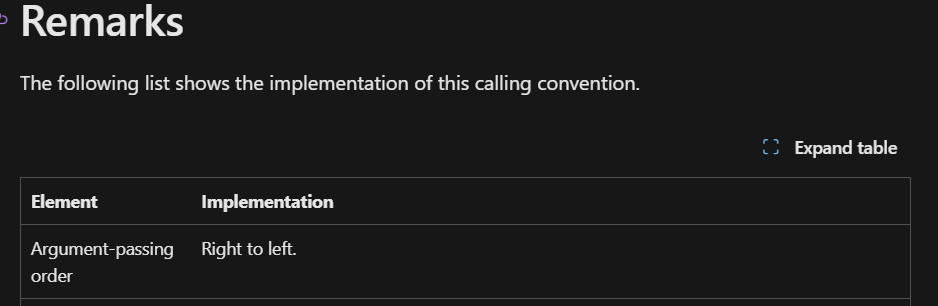 Remarks
The following list shows the implementation of this calling convention.
Expand table
Element Implementation
Argument-passing Right to left.
order